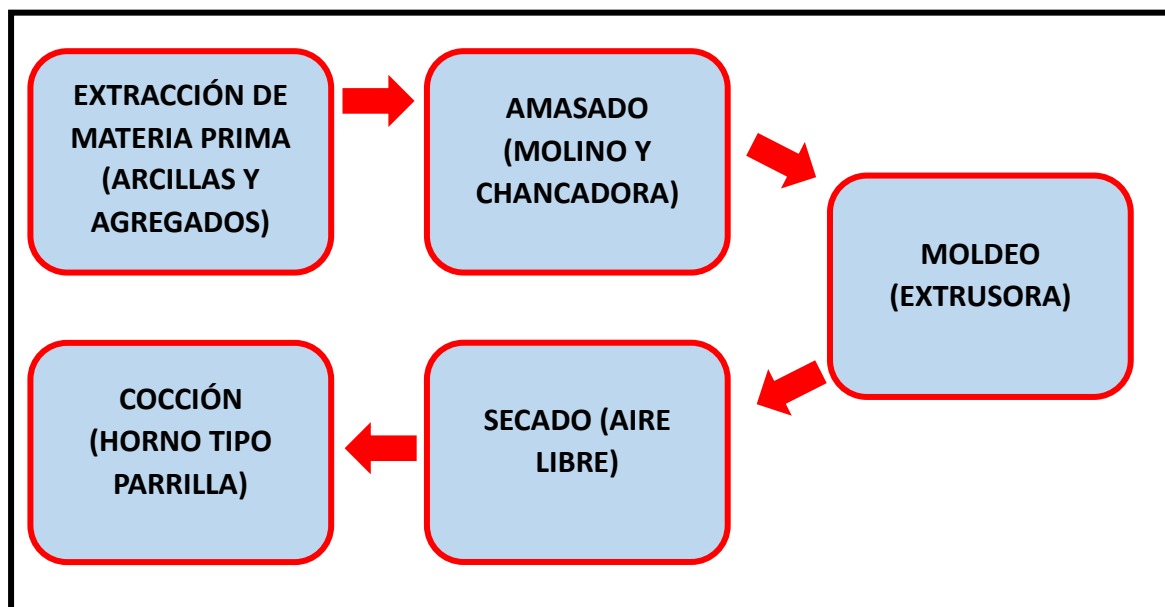 EXTRACCIÓN DE
MATERIA PRIMA
(ARCILLAS Y
AGREGADOS)
AMASADO
(MOLINO Y
CHANCADORA)
MOLDEO
(EXTRUSORA)
SECADO (AIRE
LIBRE)
COCCIÓN
(HORNO TIPO
PARRILLA)